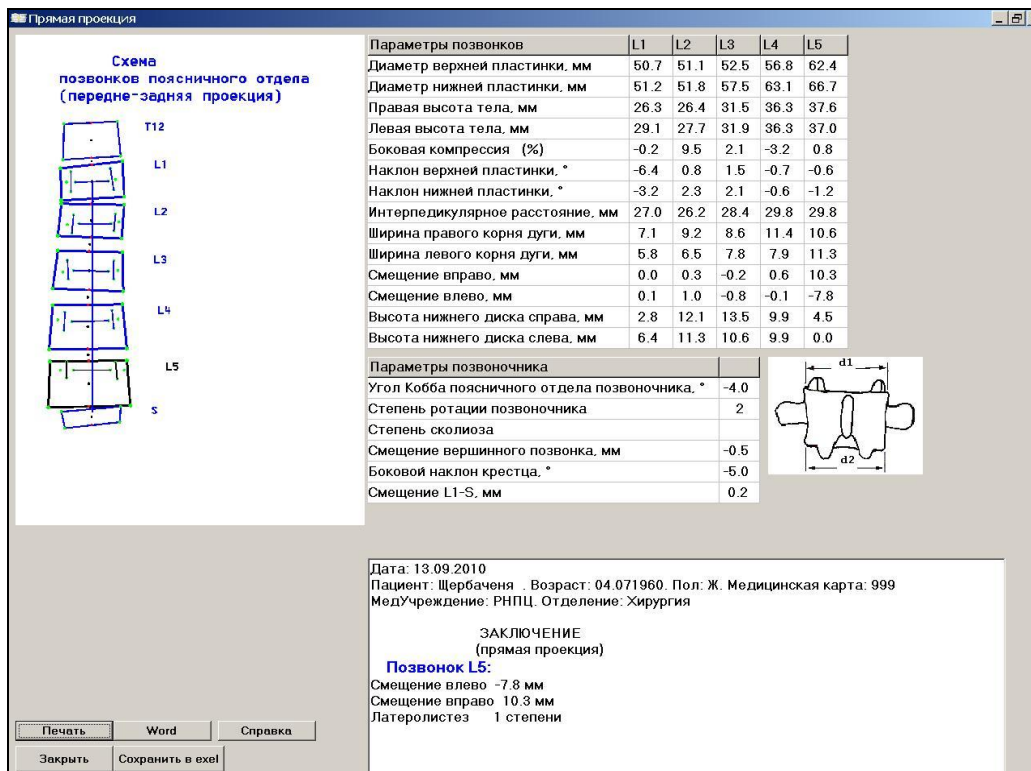 Прямая проекция
Схема
позвонков поясничного отдела
(передне-задняя проекция)
T12
L1
L2
L3
L4
L5
S
Параметры позвонков L1 L2 L3 L4 L5
Диаметр верхней пластинки, мм 50.7 51.1 52.5 56.8 62.4
Диаметр нижней пластинки, мм 51.2 51.8 57.5 63.1 66.7
Правая высота тела, мм 26.3 26.4 31.5 36.3 37.6
Левая высота тела, мм 29.1 27.7 31.9 36.3 37.0
Боковая компрессия (%) -0.2 9.5 2.1 -3.2 0.8
Наклон верхней пластинки, ° -6.4 0.8 1.5 -0.7 -0.6
Наклон нижней пластинки, ° -3.2 2.3 2.1 -0.6 -1.2
Интерпедикулярное расстояние, мм 27.0 26.2 28.4 29.8 29.8
Ширина правого корня дуги, мм 7.1 9.2 8.6 11.4 10.6
Ширина левого корня дуги, мм 5.8 6.5 7.8 7.9 11.3
Смещение вправо, мм 0.0 0.3 -0.2 0.6 10.3
Смещение влево, мм 0.1 1.0 -0.8 -0.1 -7.8
Высота нижнего диска справа, мм 2.8 12.1 13.5 9.9 4.5
Высота нижнего диска слева, мм 6.4 11.3 10.6 9.9 0.0
Параметры позвоночника
Угол Кобба поясничного отдела позвоночника, ° -4.0
Степень ротации позвоночника 2
Степень сколиоза
Смещение вершинного позвонка, мм -0.5
Боковой наклон крестца, ° -5.0
Смещение L1-S, мм 0.2
d1
d2
Дата: 13.09.2010
Пациент: Щербаченя . Возраст: 04.071960. Пол: Ж. Медицинская карта: 999
МедУчреждение: РНПЦ. Отделение: Хирургия
ЗАКЛЮЧЕНИЕ
(прямая проекция)
Позвонок L5:
Смещение влево -7.8 мм
Смещение вправо 10.3 мм
Латеролистез 1 степени
Печать Word Справка
Закрыть Сохранить в exel